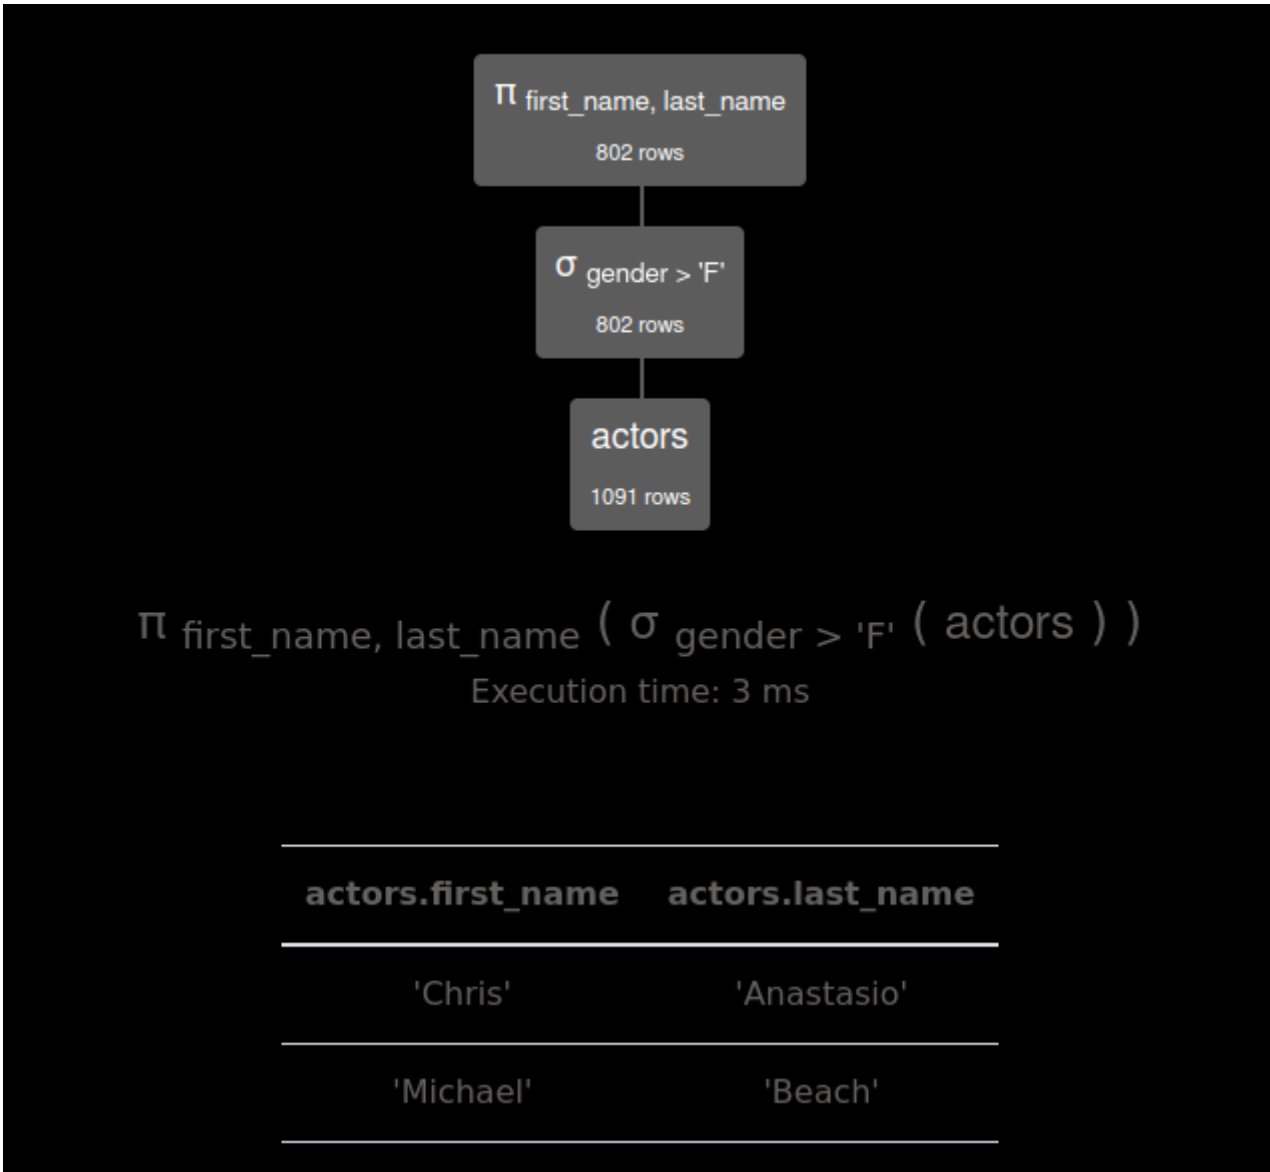 π first_name, last_name
802 rows
σ gender > 'F'
802 rows
actors
1091 rows
π first_name, last_name ( σ gender > 'F' ( actors ) )
Execution time: 3 ms
actors.first_name actors.last_name
'Chris' 'Anastasio'
'Michael' 'Beach'